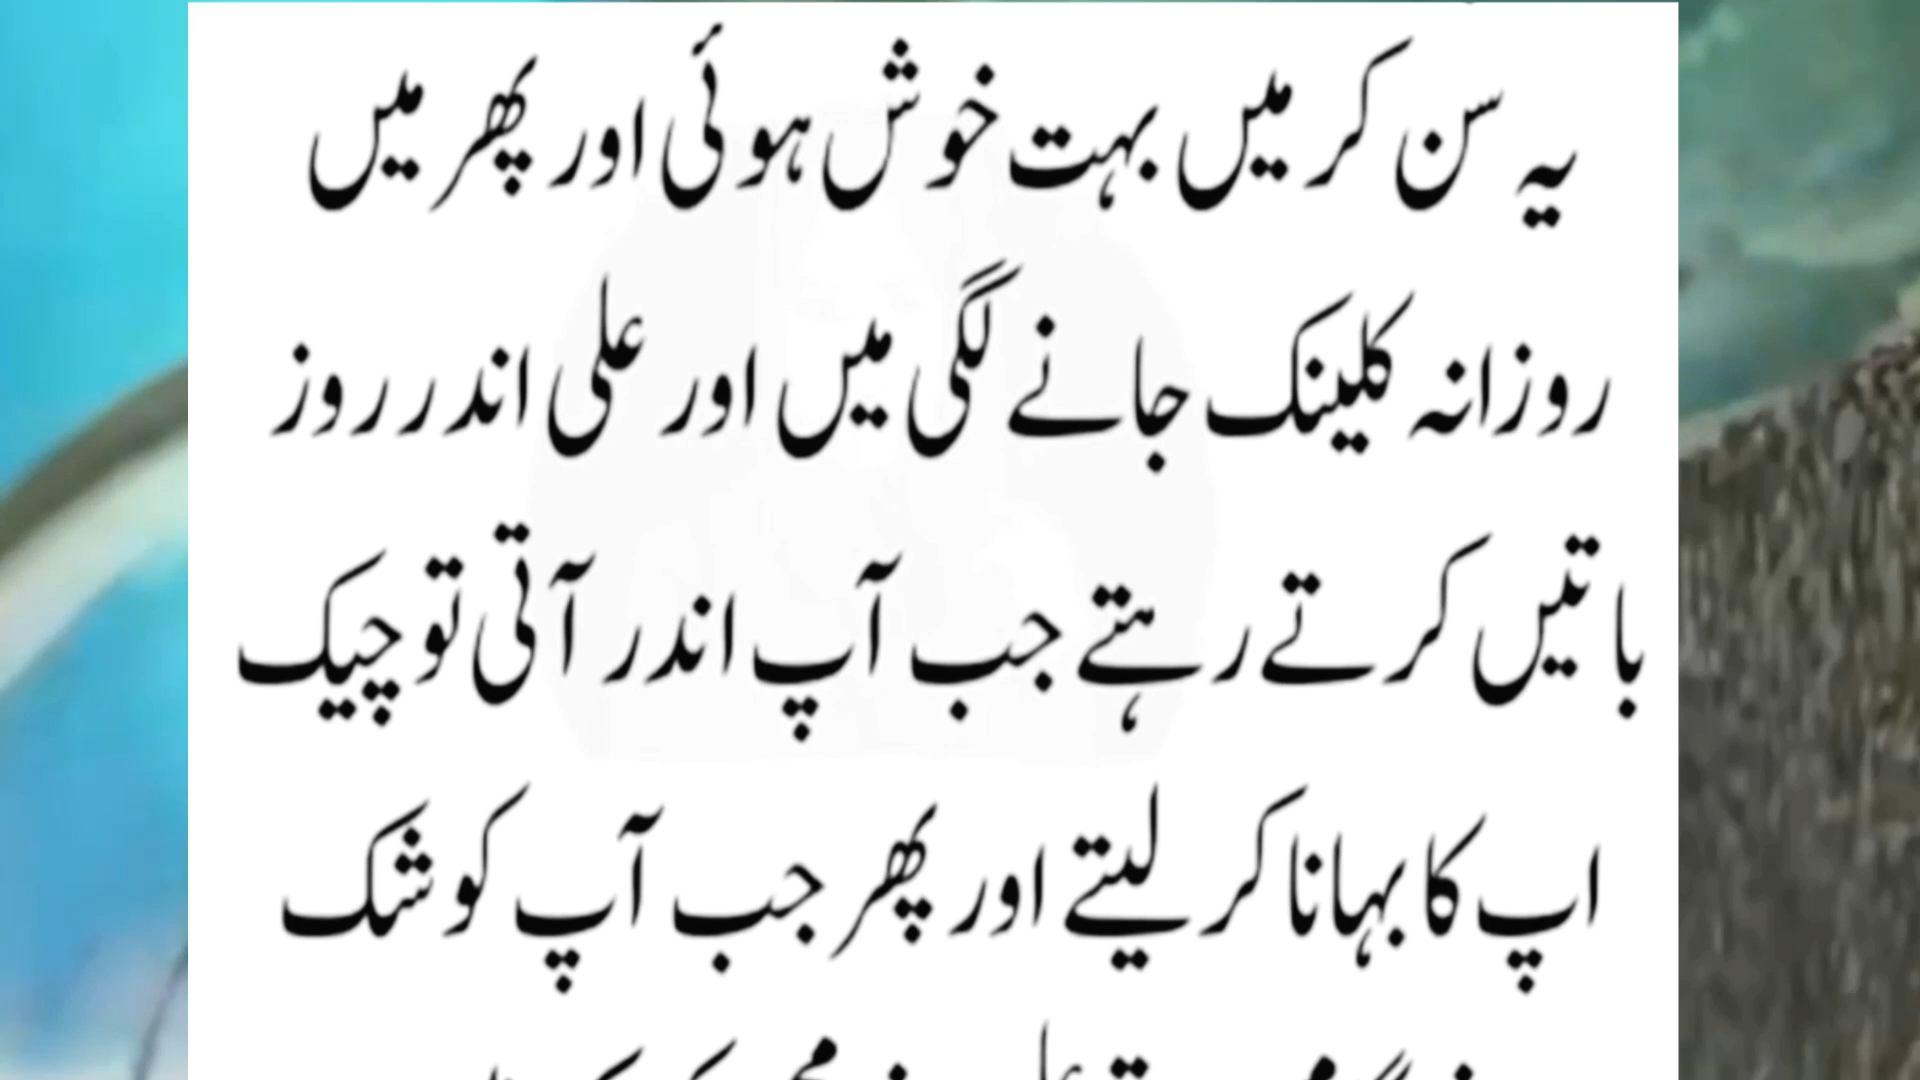 یہ سن کر میں بہت خوش ہوئی اور پھر میں
روزانہ کلینک جانے لگی میں اور علی اندر روز
باتیں کرتے رہتے جب آپ اندر آتی تو چیک
اپ کا بہانا کر لیتے اور پھر جب آپ کو شک